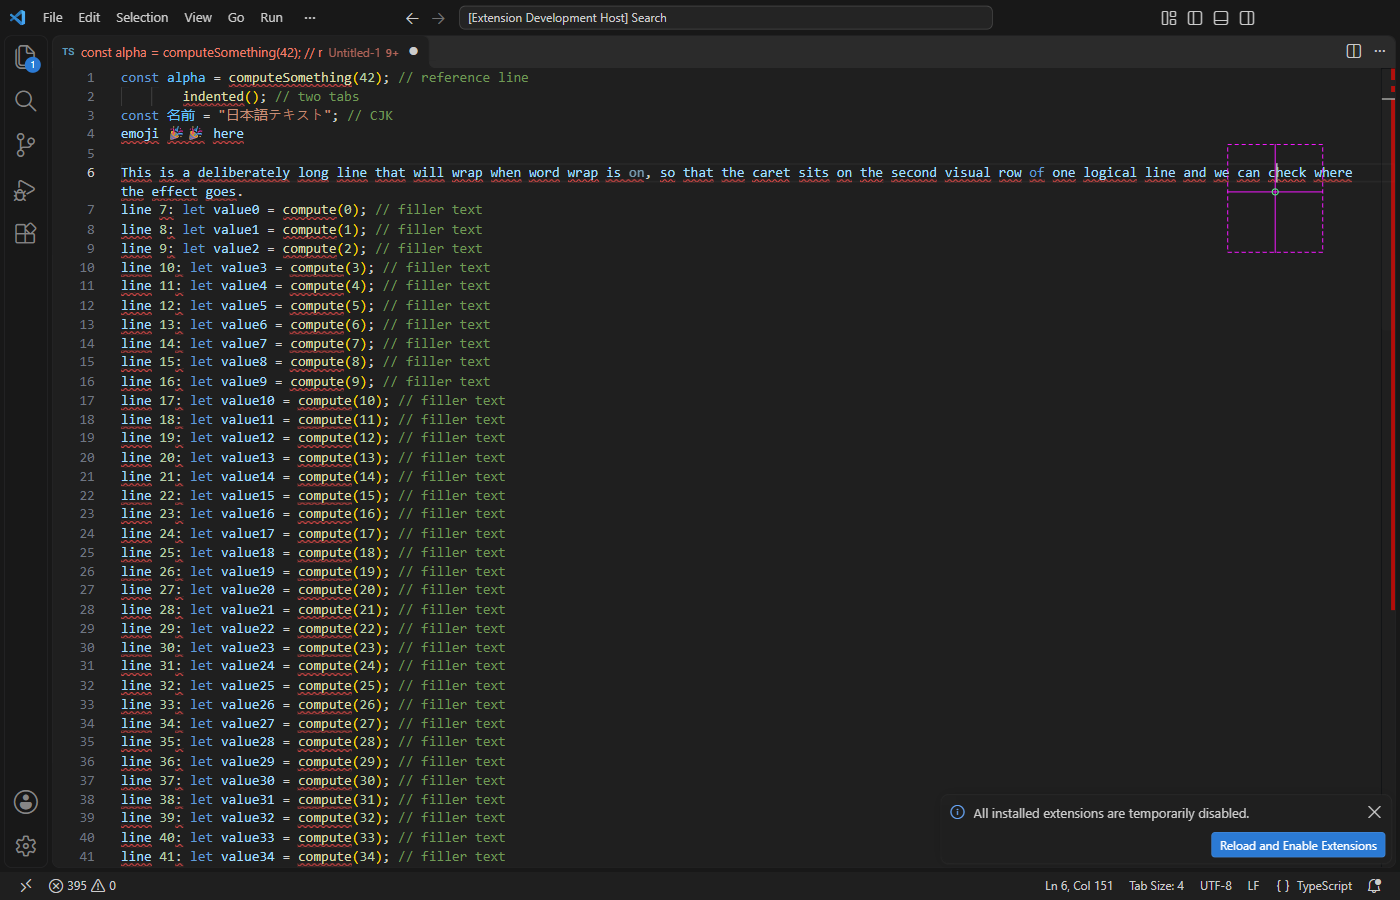 File Edit Selection View Go Run ··· [Extension Development Host] Search
1
TS const alpha = computeSomething(42); // r Untitled-1 9+
1 const alpha = computeSomething(42); // reference line
2 indented(); // two tabs
3 const 名前 = "日本語テキスト"; // CJK
4 emoji 🎉🎉 here
5
6 This is a deliberately long line that will wrap when word wrap is on, so that the caret sits on the second visual row of one logical line and we can check where
the effect goes.
7 line 7: let value0 = compute(0); // filler text
8 line 8: let value1 = compute(1); // filler text
9 line 9: let value2 = compute(2); // filler text
10 line 10: let value3 = compute(3); // filler text
11 line 11: let value4 = compute(4); // filler text
12 line 12: let value5 = compute(5); // filler text
13 line 13: let value6 = compute(6); // filler text
14 line 14: let value7 = compute(7); // filler text
15 line 15: let value8 = compute(8); // filler text
16 line 16: let value9 = compute(9); // filler text
17 line 17: let value10 = compute(10); // filler text
18 line 18: let value11 = compute(11); // filler text
19 line 19: let value12 = compute(12); // filler text
20 line 20: let value13 = compute(13); // filler text
21 line 21: let value14 = compute(14); // filler text
22 line 22: let value15 = compute(15); // filler text
23 line 23: let value16 = compute(16); // filler text
24 line 24: let value17 = compute(17); // filler text
25 line 25: let value18 = compute(18); // filler text
26 line 26: let value19 = compute(19); // filler text
27 line 27: let value20 = compute(20); // filler text
28 line 28: let value21 = compute(21); // filler text
29 line 29: let value22 = compute(22); // filler text
30 line 30: let value23 = compute(23); // filler text
31 line 31: let value24 = compute(24); // filler text
32 line 32: let value25 = compute(25); // filler text
33 line 33: let value26 = compute(26); // filler text
34 line 34: let value27 = compute(27); // filler text
35 line 35: let value28 = compute(28); // filler text
36 line 36: let value29 = compute(29); // filler text
37 line 37: let value30 = compute(30); // filler text
38 line 38: let value31 = compute(31); // filler text
39 line 39: let value32 = compute(32); // filler text
40 line 40: let value33 = compute(33); // filler text
41 line 41: let value34 = compute(34); // filler text
All installed extensions are temporarily disabled.
Reload and Enable Extensions
395 0 Ln 6, Col 151 Tab Size: 4 UTF-8 LF { } TypeScript